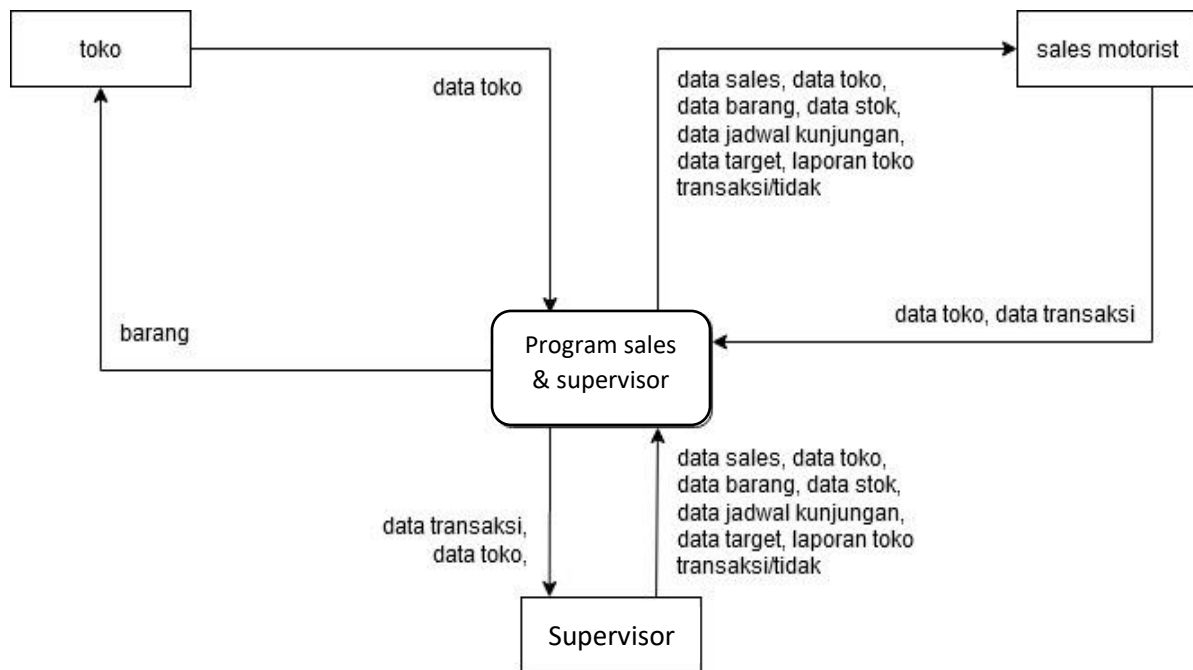 toko
sales motorist
data toko
data sales, data toko,
data barang, data stok,
data jadwal kunjungan,
data target, laporan toko
transaksi/tidak
barang
data toko, data transaksi
Program sales
& supervisor
data transaksi,
data toko,
data sales, data toko,
data barang, data stok,
data jadwal kunjungan,
data target, laporan toko
transaksi/tidak
Supervisor